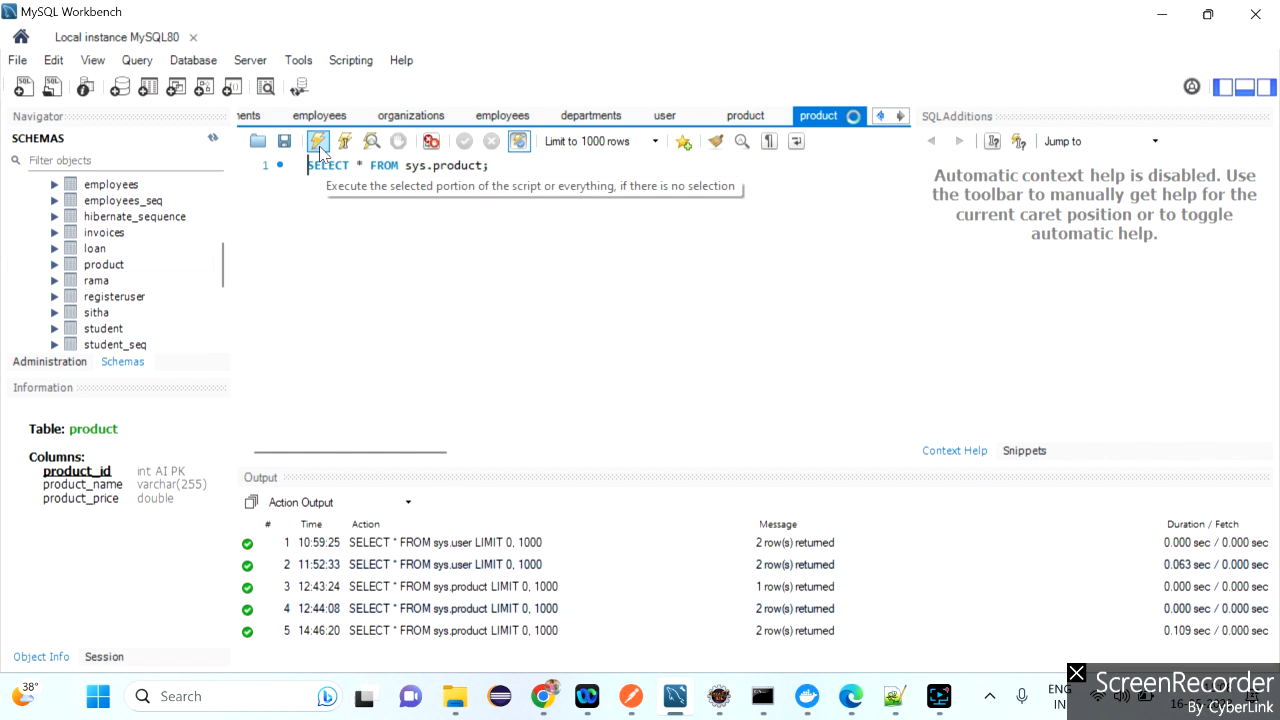 MySQL Workbench
Local instance MySQL80
File Edit View Query Database Server Tools Scripting Help
Navigator
SCHEMAS
Filter objects
employees
employees_seq
hibernate_sequence
invoices
loan
product
rama
registeruser
sitha
student
student_seq
Administration Schemas
Information
Table: product
Columns:
product_id int AI PK
product_name varchar(255)
product_price double
Object Info Session
nents employees organizations employees departments user product product
Limit to 1000 rows
1 SELECT * FROM sys.product;
Execute the selected portion of the script or everything, if there is no selection
SQLAdditions
Jump to
Automatic context help is disabled. Use
the toolbar to manually get help for the
current caret position or to toggle
automatic help.
Context Help Snippets
Output
Action Output
# Time Action Message Duration / Fetch
1 10:59:25 SELECT * FROM sys.user LIMIT 0, 1000 2 row(s) returned 0.000 sec / 0.000 sec
2 11:52:33 SELECT * FROM sys.user LIMIT 0, 1000 2 row(s) returned 0.063 sec / 0.000 sec
3 12:43:24 SELECT * FROM sys.product LIMIT 0, 1000 1 row(s) returned 0.000 sec / 0.000 sec
4 12:44:08 SELECT * FROM sys.product LIMIT 0, 1000 2 row(s) returned 0.000 sec / 0.000 sec
5 14:46:20 SELECT * FROM sys.product LIMIT 0, 1000 2 row(s) returned 0.109 sec / 0.000 sec
38°
Search
ENG
IN
ScreenRecorder
By CyberLink